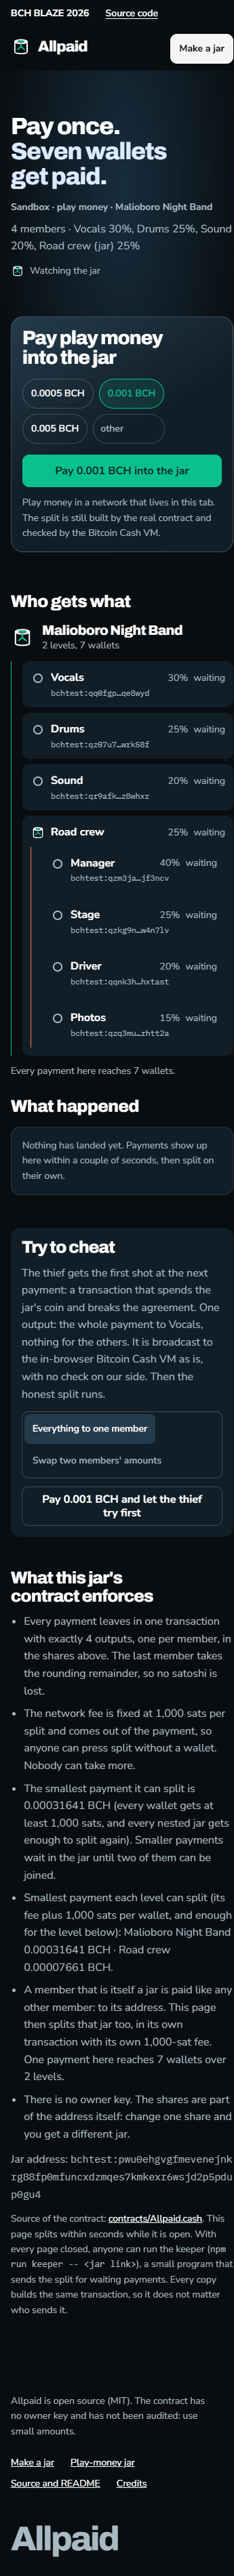 BCH BLAZE 2026 Source code
Allpaid Make a jar
Pay once.
Seven wallets
get paid.
Sandbox · play money · Malioboro Night Band
4 members · Vocals 30%, Drums 25%, Sound
20%, Road crew (jar) 25%
Watching the jar
Pay play money
into the jar
0.0005 BCH 0.001 BCH
0.005 BCH other
Pay 0.001 BCH into the jar
Play money in a network that lives in this tab.
The split is still built by the real contract and
checked by the Bitcoin Cash VM.
Who gets what
Malioboro Night Band
2 levels, 7 wallets
Vocals 30% waiting
bchtest:qq8fgp…qe8wyd
Drums 25% waiting
bchtest:qz07u7…wrk58f
Sound 20% waiting
bchtest:qr9afk…z8whxr
Road crew 25% waiting
Manager 40% waiting
bchtest:qzm3ja…jf3ncv
Stage 25% waiting
bchtest:qzkg9n…w4n7lv
Driver 20% waiting
bchtest:qqnk3h…hxtast
Photos 15% waiting
bchtest:qzq3mu…rhtt2a
Every payment here reaches 7 wallets.
What happened
Nothing has landed yet. Payments show up
here within a couple of seconds, then split on
their own.
Try to cheat
The thief gets the first shot at the next
payment: a transaction that spends the
jar's coin and breaks the agreement. One
output: the whole payment to Vocals,
nothing for the others. It is broadcast to
the in-browser Bitcoin Cash VM as is,
with no check on our side. Then the
honest split runs.
Everything to one member
Swap two members' amounts
Pay 0.001 BCH and let the thief
try first
What this jar's
contract enforces
• Every payment leaves in one transaction
with exactly 4 outputs, one per member, in
the shares above. The last member takes
the rounding remainder, so no satoshi is
lost.
• The network fee is fixed at 1,000 sats per
split and comes out of the payment, so
anyone can press split without a wallet.
Nobody can take more.
• The smallest payment it can split is
0.00031641 BCH (every wallet gets at
least 1,000 sats, and every nested jar gets
enough to split again). Smaller payments
wait in the jar until two of them can be
joined.
• Smallest payment each level can split (its
fee plus 1,000 sats per wallet, and enough
for the level below): Malioboro Night Band
0.00031641 BCH · Road crew
0.00007661 BCH.
• A member that is itself a jar is paid like any
other member: to its address. This page
then splits that jar too, in its own
transaction with its own 1,000-sat fee.
One payment here reaches 7 wallets over
2 levels.
• There is no owner key. The shares are part
of the address itself: change one share and
you get a different jar.
Jar address: bchtest:pwu0ehgvgfmevenejnk
rg88fp0mfuncxdzmqes7kmkexr6wsjd2p5pdu
p0gu4
Source of the contract: contracts/Allpaid.cash. This
page splits within seconds while it is open. With
every page closed, anyone can run the keeper (npm
run keeper -- <jar link>), a small program that
sends the split for waiting payments. Every copy
builds the same transaction, so it does not matter
who sends it.
Allpaid is open source (MIT). The contract has
no owner key and has not been audited: use
small amounts.
Make a jar Play-money jar
Source and README Credits
Allpaid